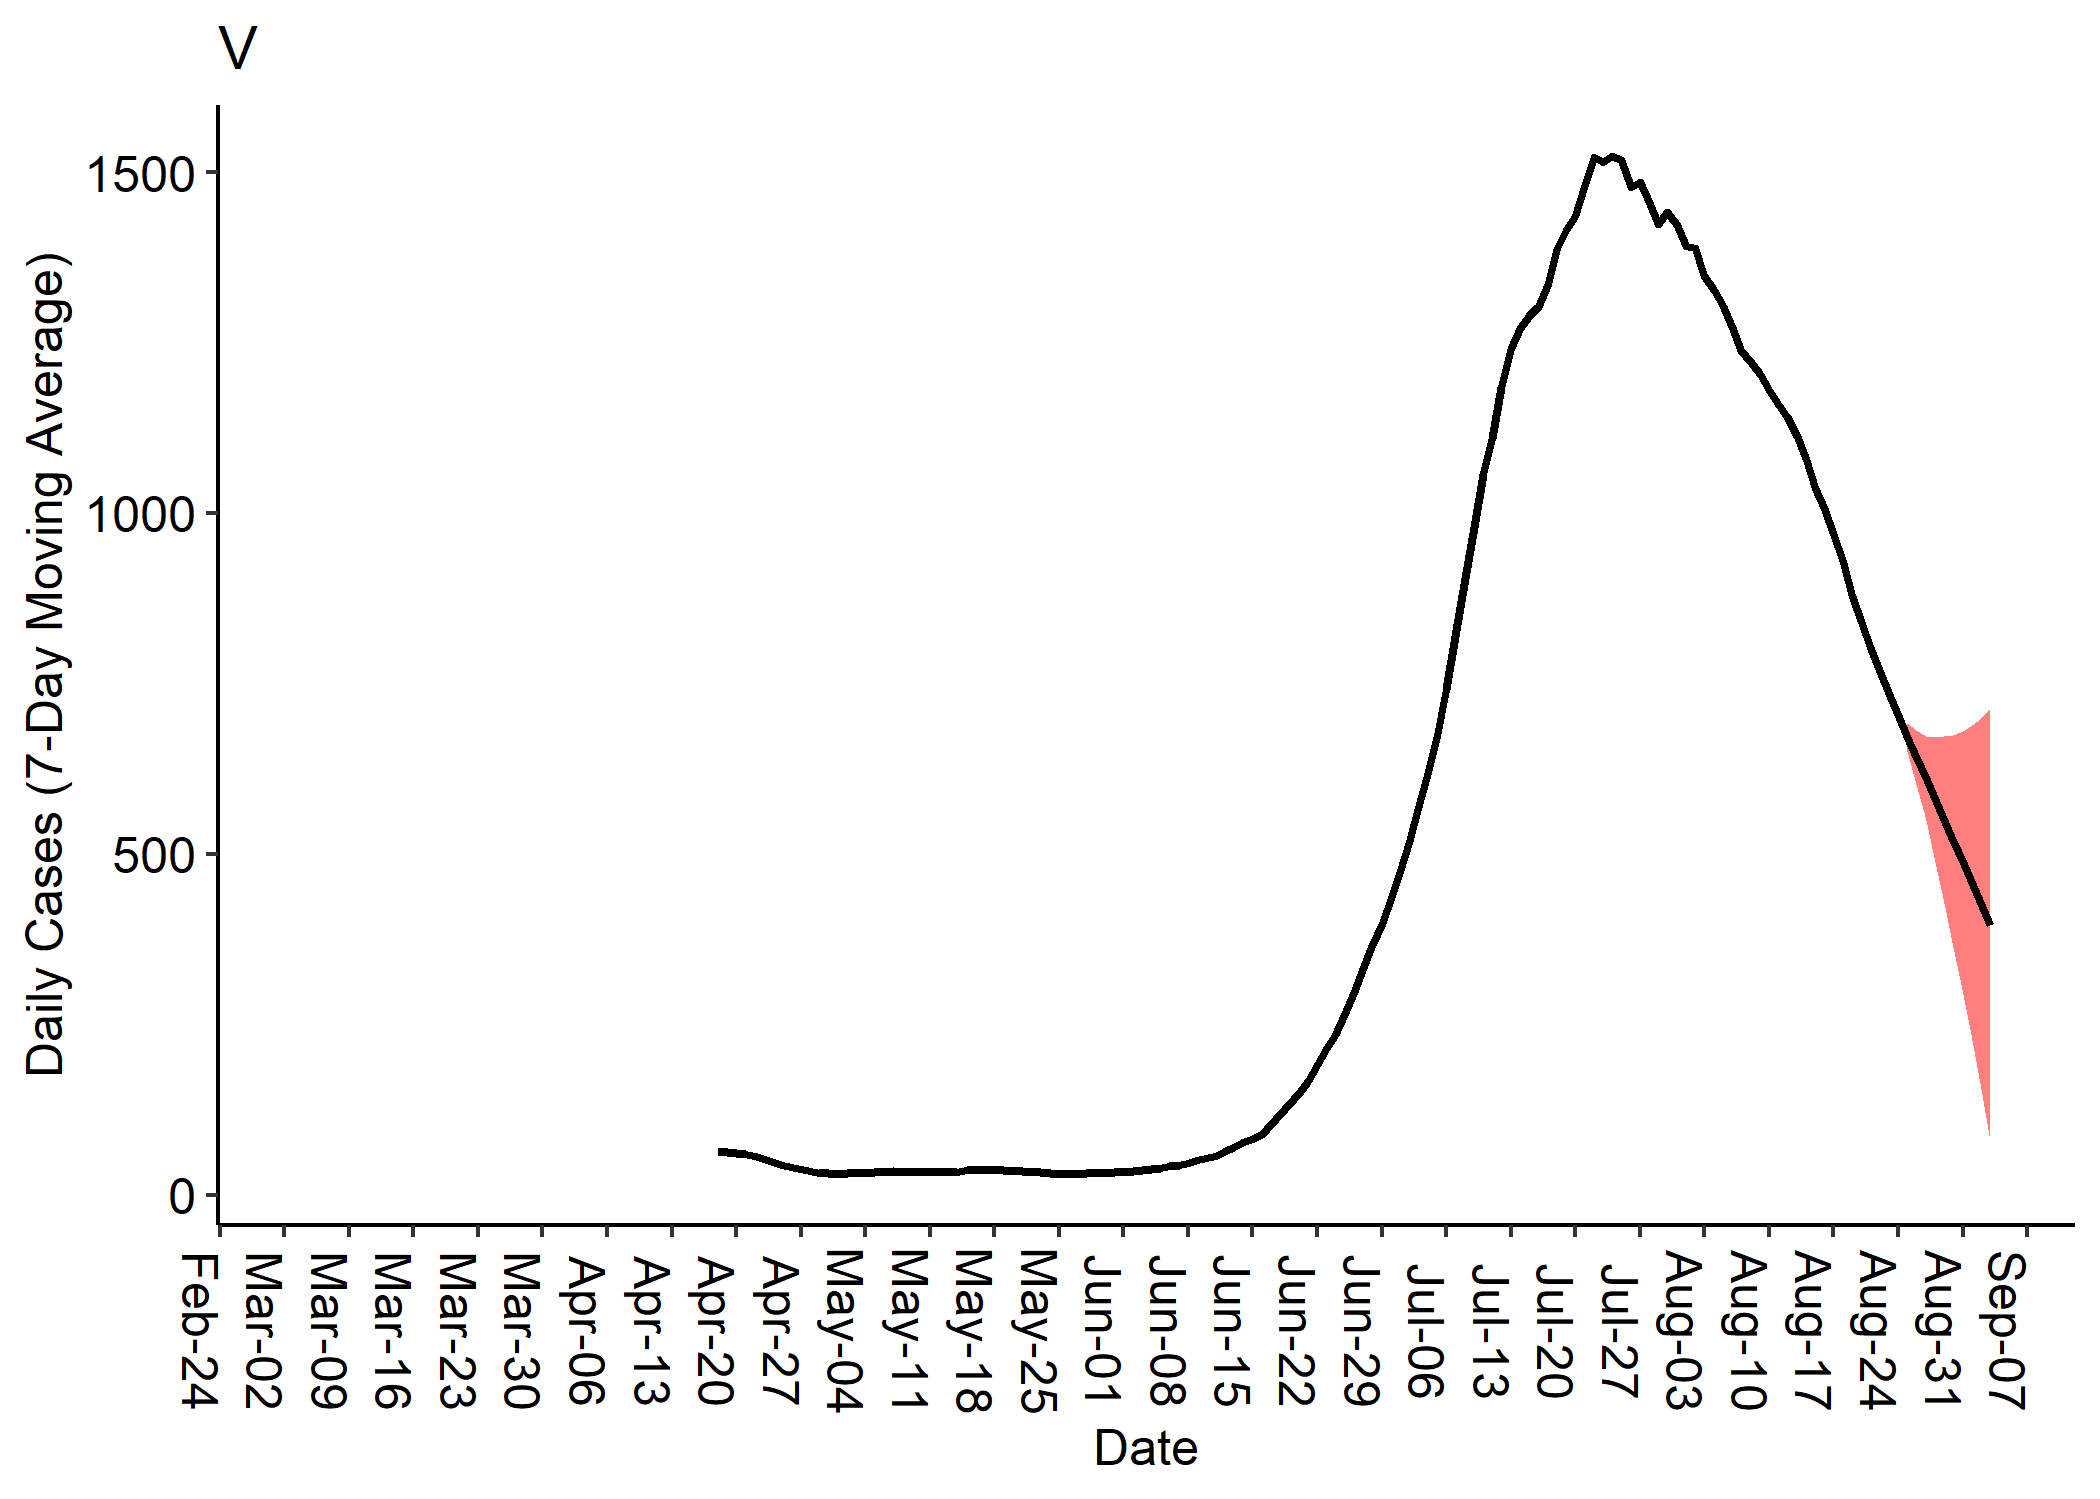 V
Daily Cases (7-Day Moving Average)
1500
1000
500
0
Feb-24
Mar-02
Mar-09
Mar-16
Mar-23
Mar-30
Apr-06
Apr-13
Apr-20
Apr-27
May-04
May-11
May-18
May-25
Jun-01
Jun-08
Jun-15
Jun-22
Jun-29
Jul-06
Jul-13
Jul-20
Jul-27
Aug-03
Aug-10
Aug-17
Aug-24
Aug-31
Sep-07
Date